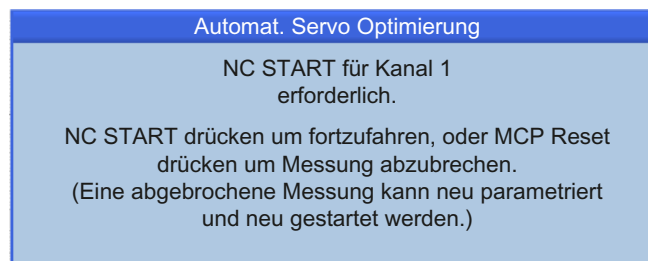 Automat. Servo Optimierung
NC START für Kanal 1
erforderlich.
NC START drücken um fortzufahren, oder MCP Reset
drücken um Messung abzubrechen.
(Eine abgebrochene Messung kann neu parametriert
und neu gestartet werden.)